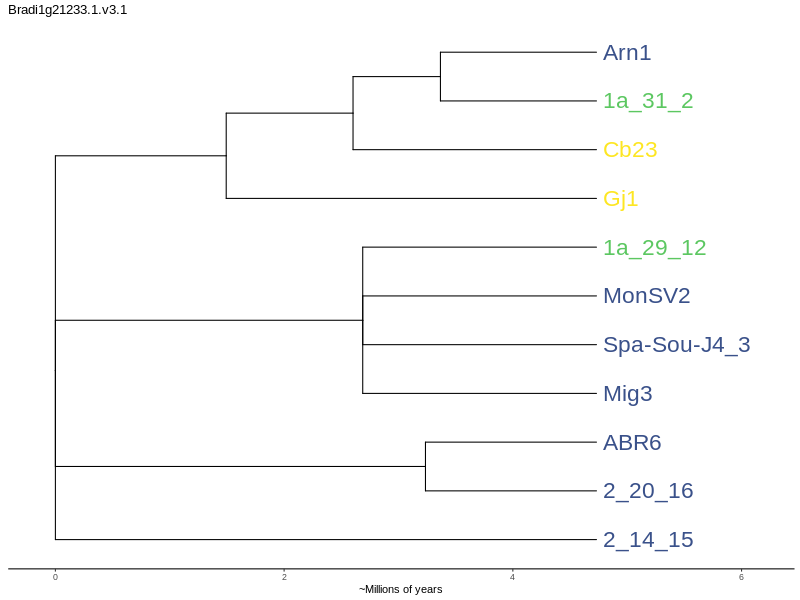 Bradi1g21233.1.v3.1
Arn1
1a_31_2
Cb23
Gj1
1a_29_12
MonSV2
Spa-Sou-J4_3
Mig3
ABR6
2_20_16
2_14_15
0 2 4 6
~Millions of years